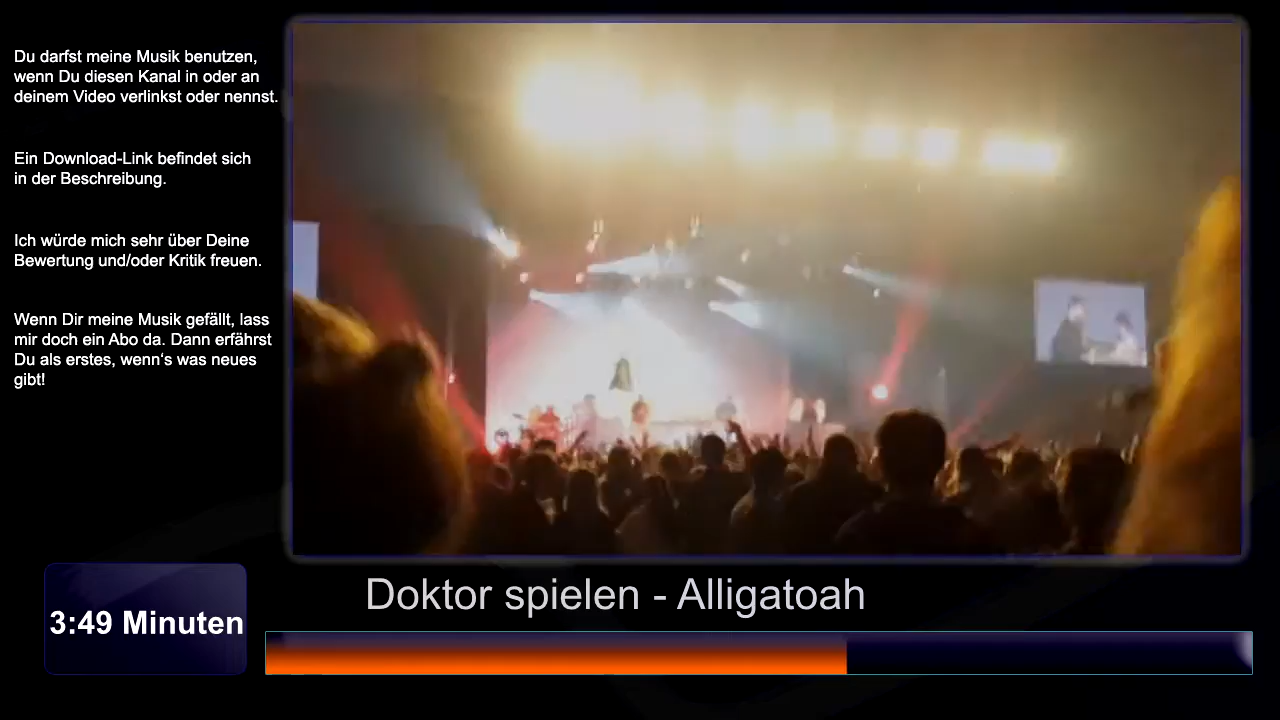 Du darfst meine Musik benutzen,
wenn Du diesen Kanal in oder an
deinem Video verlinkst oder nennst.
Ein Download-Link befindet sich
in der Beschreibung.
Ich würde mich sehr über Deine
Bewertung und/oder Kritik freuen.
Wenn Dir meine Musik gefällt, lass
mir doch ein Abo da. Dann erfährst
Du als erstes, wenn's was neues
gibt!
Doktor spielen - Alligatoah
3:49 Minuten